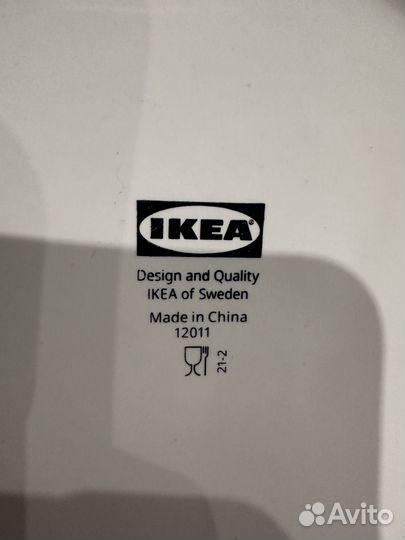 IKEA®
Design and Quality
IKEA of Sweden
Made in China
12011
21-2
Avito